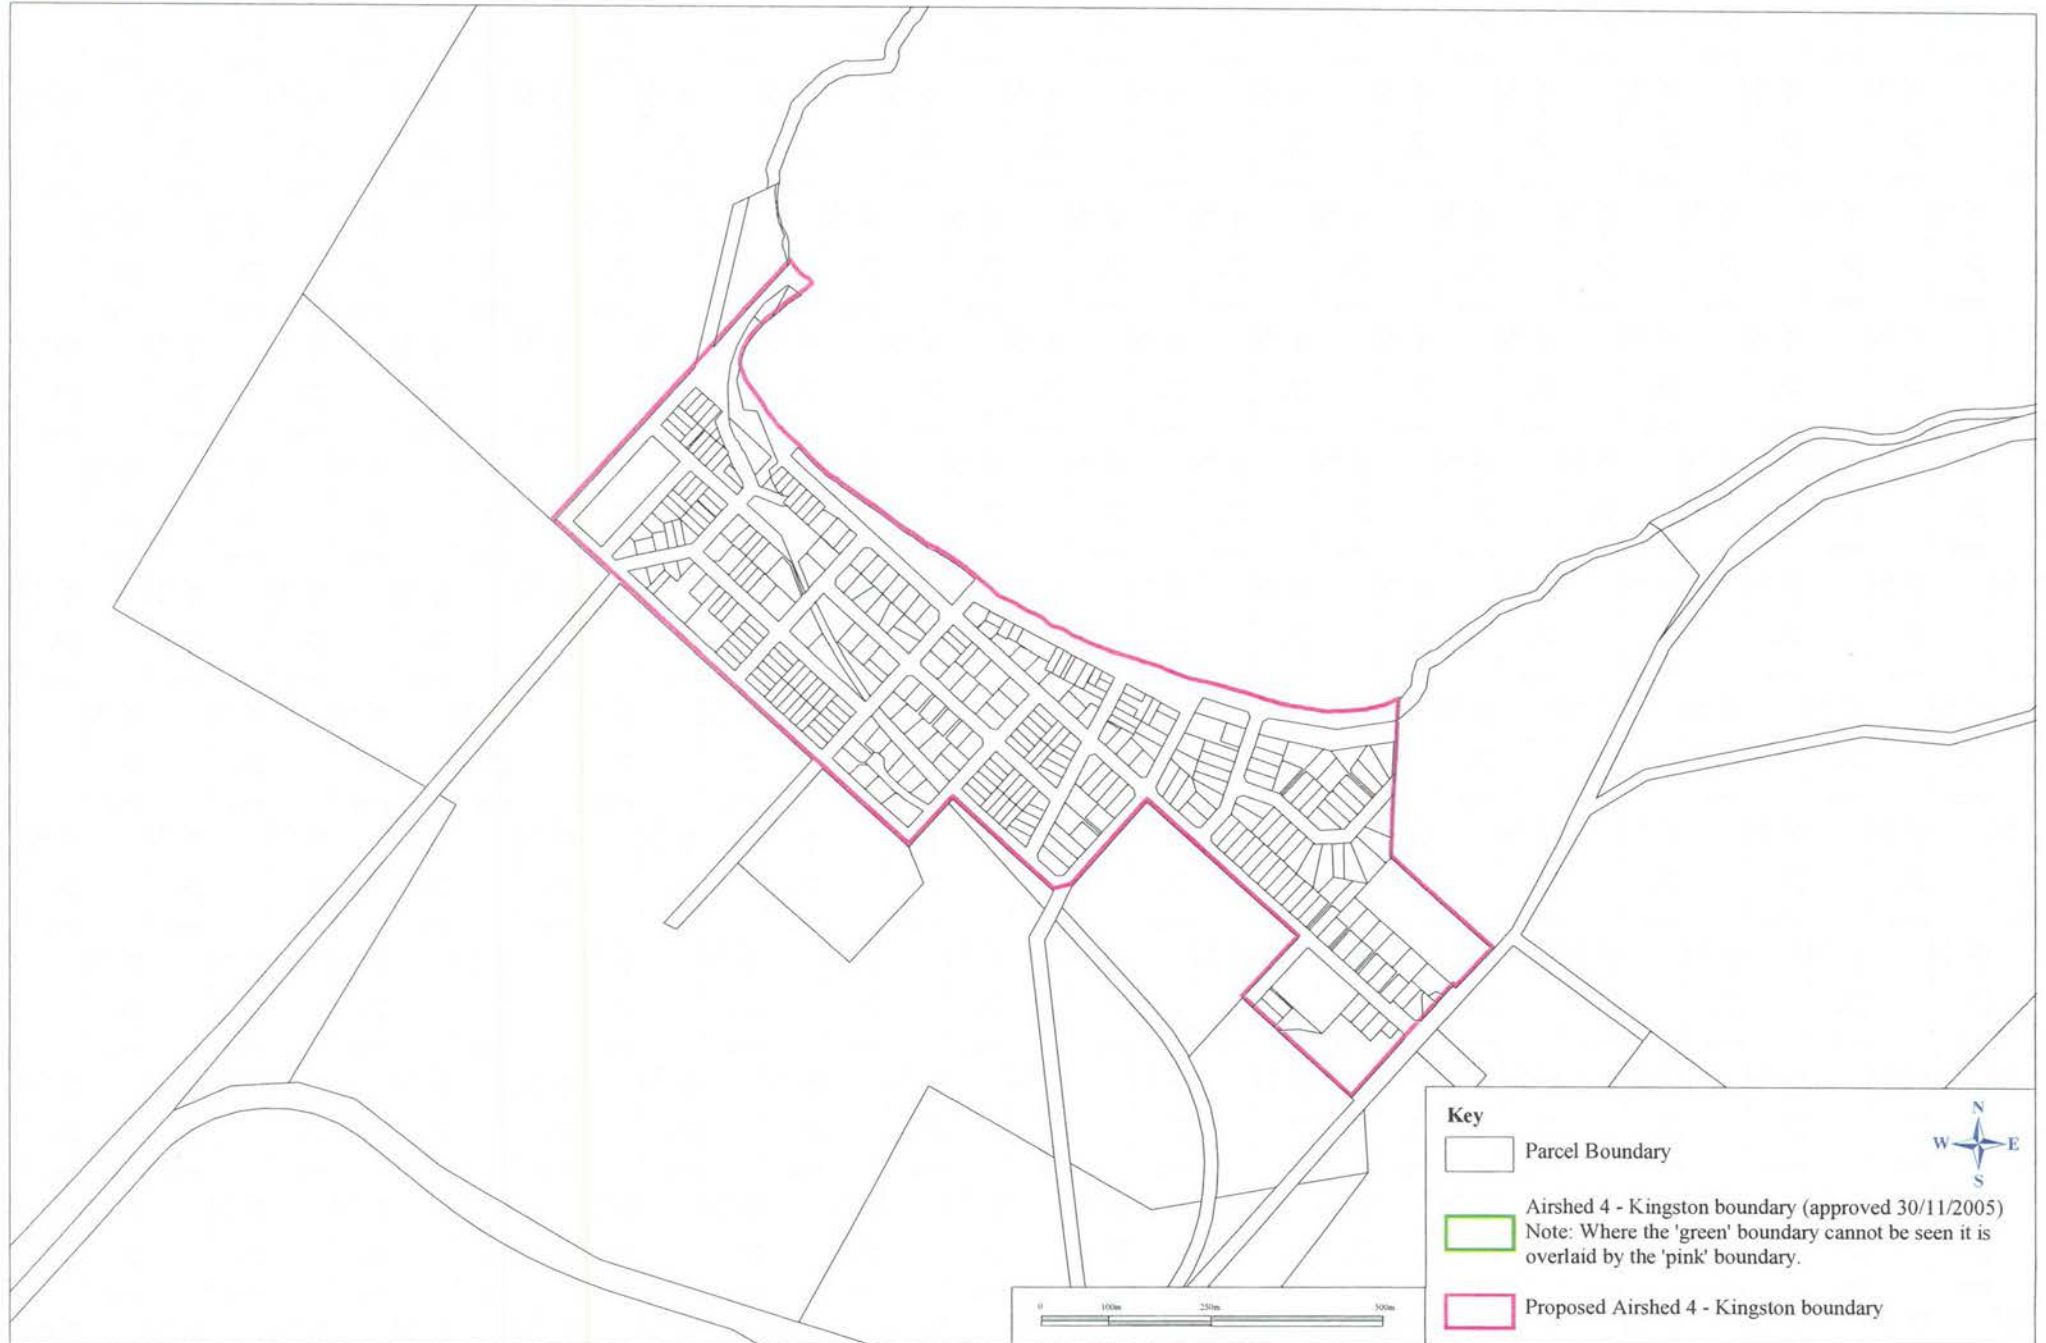 Key
N
W E
S
Parcel Boundary
Airshed 4 - Kingston boundary (approved 30/11/2005)
Note: Where the 'green' boundary cannot be seen it is
overlaid by the 'pink' boundary.
Proposed Airshed 4 - Kingston boundary
0 100m 250m 500m